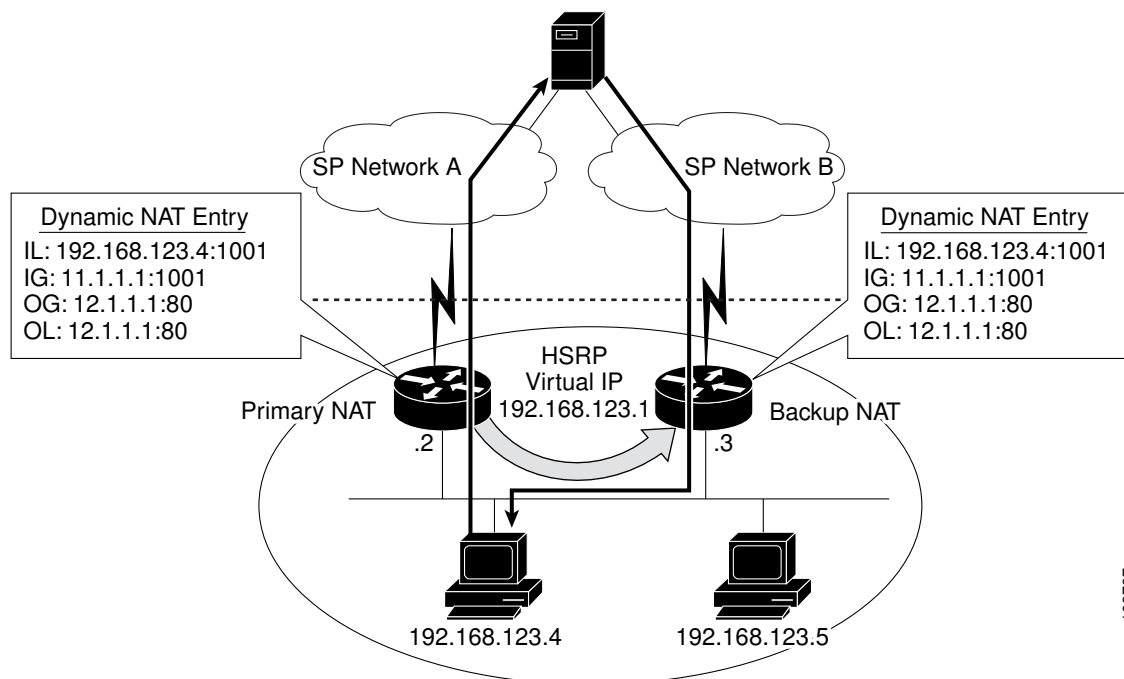 SP Network A
SP Network B
Dynamic NAT Entry
IL: 192.168.123.4:1001
IG: 11.1.1.1:1001
OG: 12.1.1.1:80
OL: 12.1.1.1:80
Dynamic NAT Entry
IL: 192.168.123.4:1001
IG: 11.1.1.1:1001
OG: 12.1.1.1:80
OL: 12.1.1.1:80
HSRP
Virtual IP
192.168.123.1
Primary NAT
Backup NAT
.2
.3
192.168.123.4
192.168.123.5